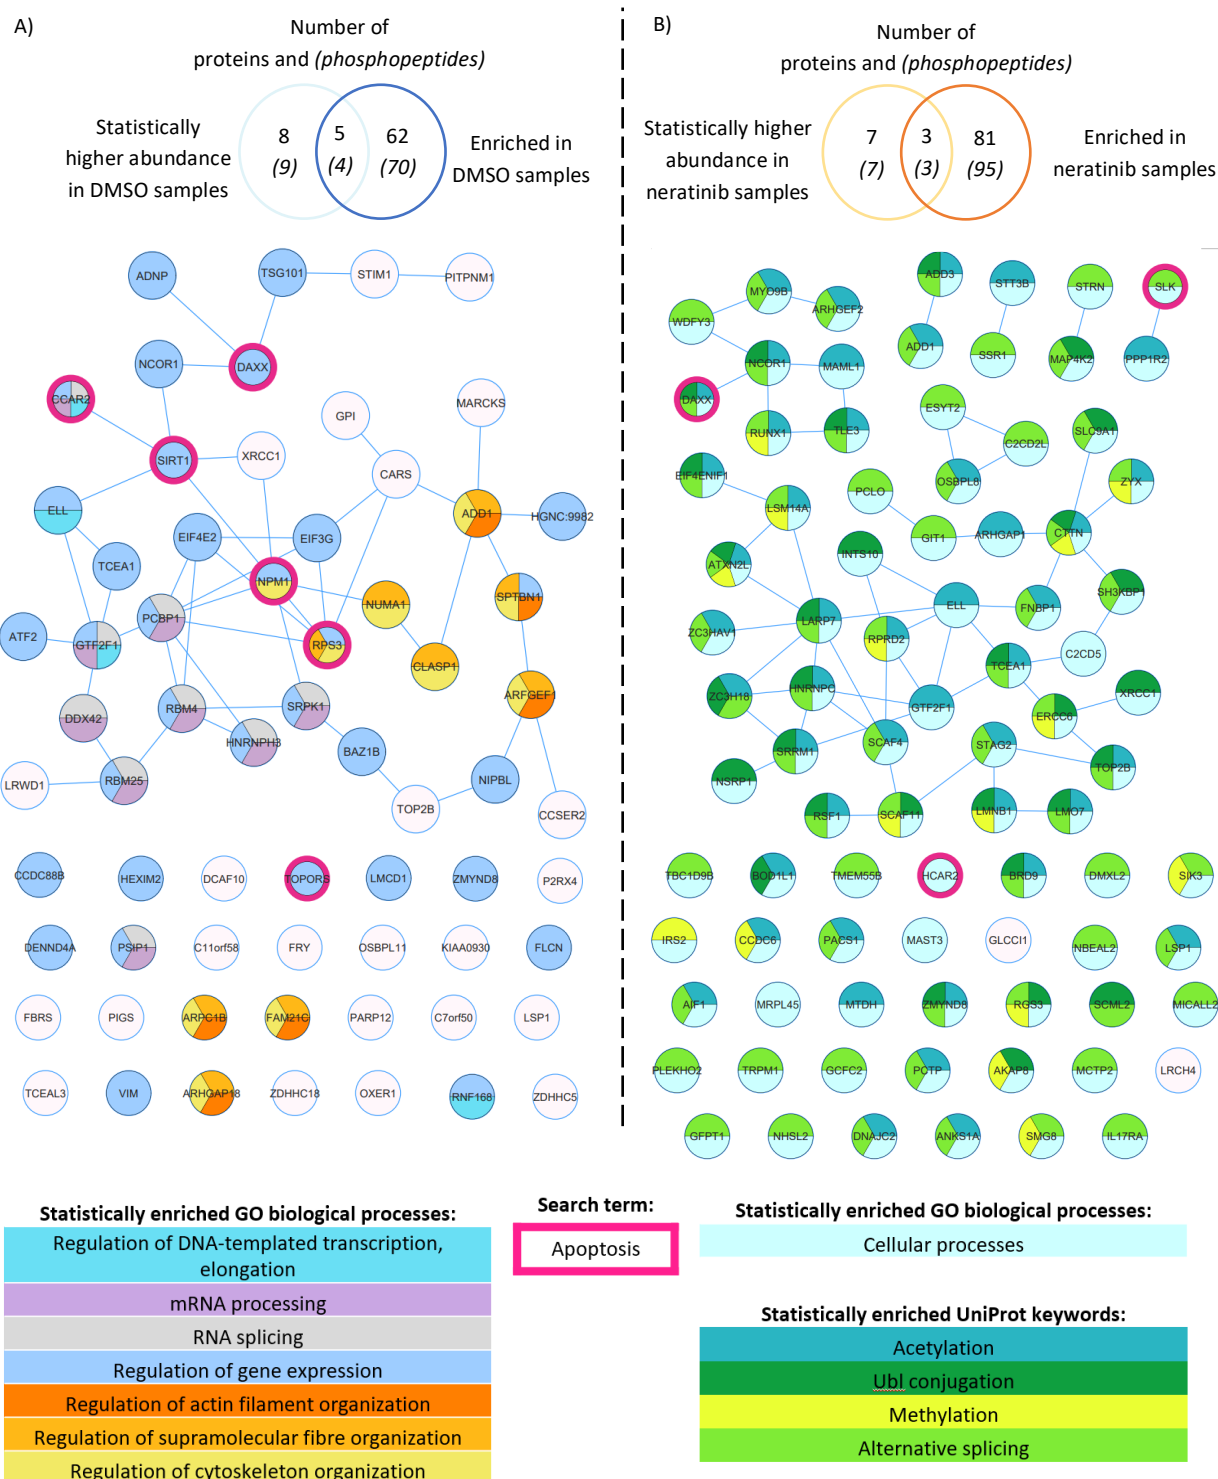 A)
Number of
proteins and (phosphopeptides)
Statistically
higher abundance
in DMSO samples
8
(9)
5
(4)
62
(70)
Enriched in
DMSO samples
ADNP
TSG101
STIM1
PITPNM1
NCOR1
DAXX
CCAR2
GPI
MARCKS
SIRT1
XRCC1
CARS
ELL
ADD1
HGNC:9982
EIF4E2
EIF3G
TCEA1
NPM1
NUMA1
SPTBN1
PCBP1
ATF2
GTF2F1
RPS3
CLASP1
ARFGEF1
DDX42
RBM4
SRPK1
HNRNPH3
BAZ1B
LRWD1
RBM25
NIPBL
TOP2B
CCSER2
CCDC88B
HEXIM2
DCAF10
TOPORS
LMCD1
ZMYND8
P2RX4
DENND4A
PSIP1
C11orf58
FRY
OSBPL11
KIAA0930
FLCN
FBRS
PIGS
ARPC1B
FAM21C
PARP12
C7orf50
LSP1
TCEAL3
VIM
ARHGAP18
ZDHHC18
OXER1
RNF168
ZDHHC5
B)
Number of
proteins and (phosphopeptides)
Statistically higher
abundance in
neratinib samples
7
(7)
3
(3)
81
(95)
Enriched in
neratinib samples
MYO9B
ARHGEF2
WDFY3
ADD3
STT3B
STRN
SLK
ADD1
SSR1
MAP4K2
PPP1R2
NCOR1
MAML1
DAXX
RUNX1
TLE3
ESYT2
C2CD2L
SLC9A1
EIF4ENIF1
OSBPL8
ZYX
LSM14A
PCLO
GIT1
ARHGAP1
CTTN
ATXN2L
INTS10
SH3KBP1
ELL
FNBP1
ZC3HAV1
LARP7
RPRD2
C2CD5
TCEA1
ZC3H18
HNRNPC
GTF2F1
XRCC1
ERCC6
SRRM1
SCAF4
STAG2
TOP2B
NSRP1
RSF1
SCAF11
LMNB1
LMO7
TBC1D9B
BOD1L1
TMEM55B
HCAR2
BRD9
DMXL2
SIK3
IRS2
CCDC6
PACS1
MAST3
GLCCI1
NBEAL2
LSP1
AIF1
MRPL45
MTDH
ZMYND8
RGS3
SCML2
MICALL2
PLEKHO2
TRPM1
GCFC2
PCTP
AKAP8
MCTP2
LRCH4
GFPT1
NHSL2
DNAJC2
ANKS1A
SMG8
IL17RA
Statistically enriched GO biological processes:
Regulation of DNA-templated transcription,
elongation
mRNA processing
RNA splicing
Regulation of gene expression
Regulation of actin filament organization
Regulation of supramolecular fibre organization
Regulation of cytoskeleton organization
Search term:
Apoptosis
Statistically enriched GO biological processes:
Cellular processes
Statistically enriched UniProt keywords:
Acetylation
Ubl conjugation
Methylation
Alternative splicing